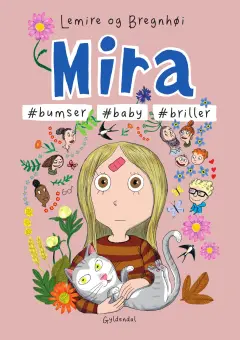 Lemire og Bregnhøi
Mira
#bumser #baby #briller
Gyldendal